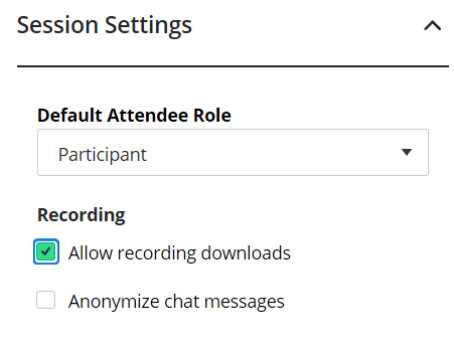 Session Settings
Default Attendee Role
Participant
Recording
Allow recording downloads
Anonymize chat messages